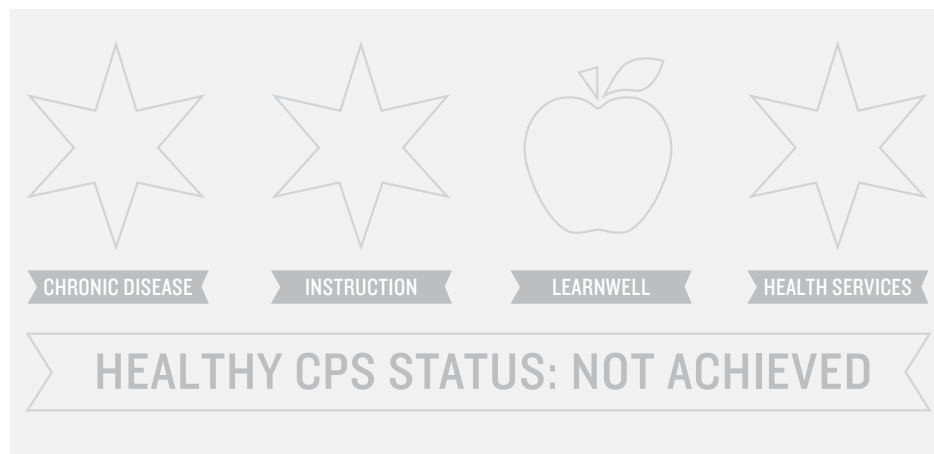 CHRONIC DISEASE
INSTRUCTION
LEARNWELL
HEALTH SERVICES
HEALTHY CPS STATUS: NOT ACHIEVED